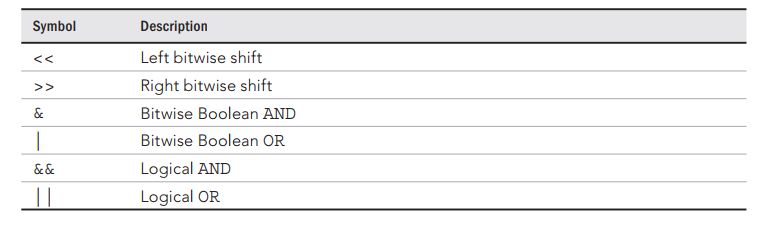 Symbol Description
<< Left bitwise shift
>> Right bitwise shift
& Bitwise Boolean AND
| Bitwise Boolean OR
&& Logical AND
|| Logical OR